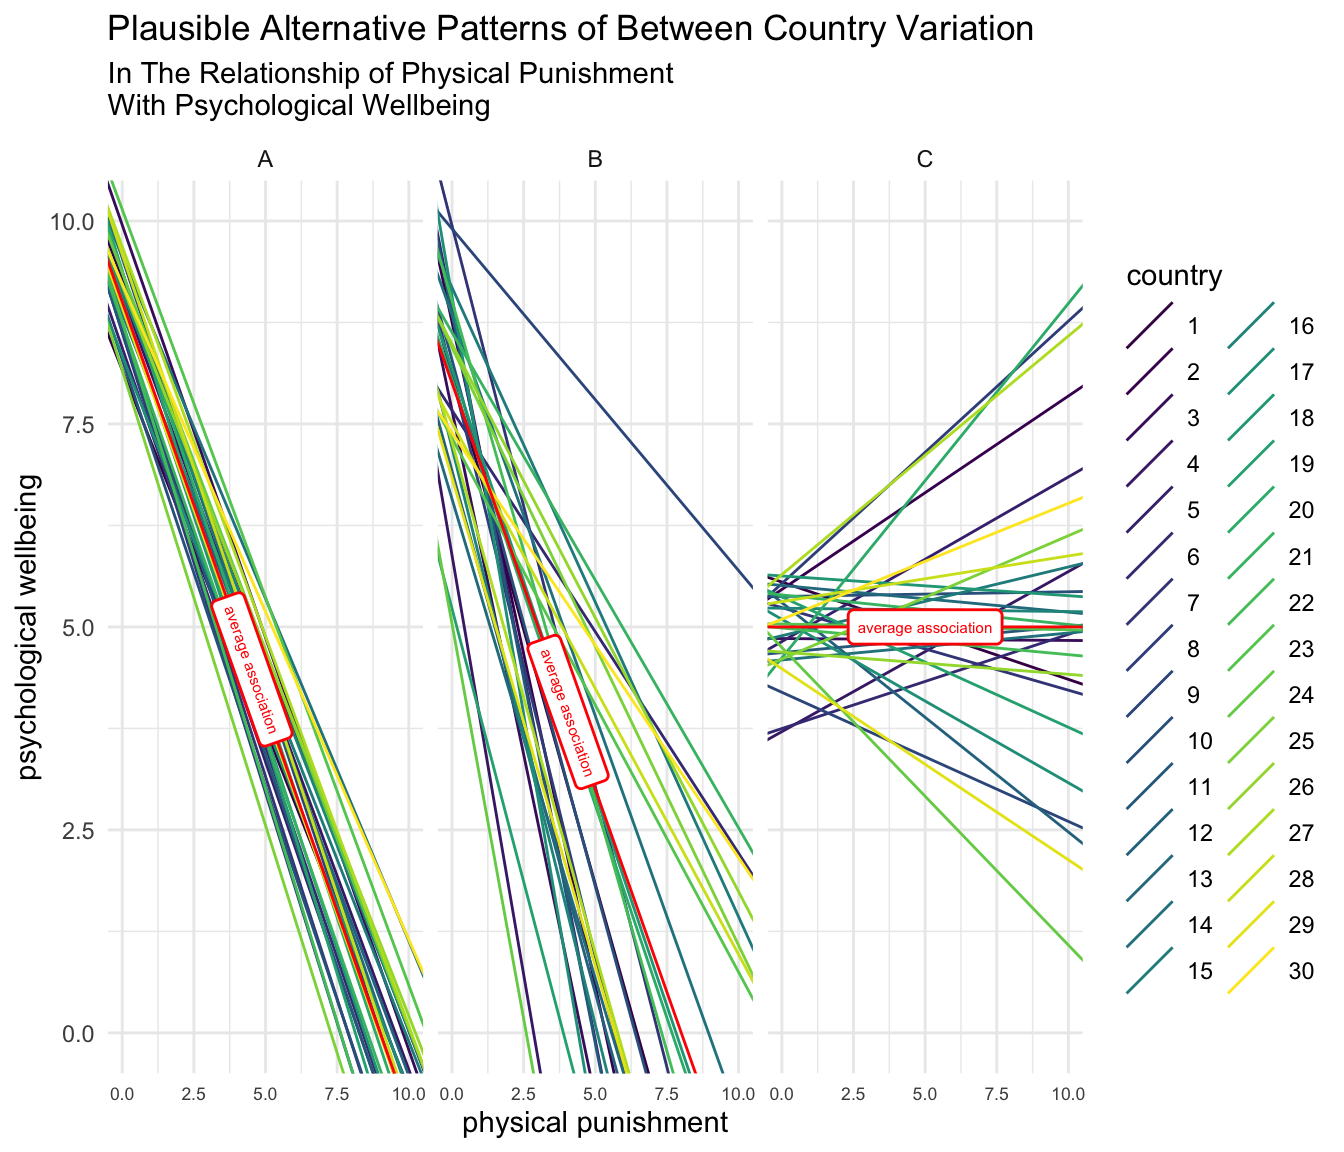 Plausible Alternative Patterns of Between Country Variation
In The Relationship of Physical Punishment
With Psychological Wellbeing
A
B
C
psychological wellbeing
10.0
7.5
5.0
2.5
0.0
average association
average association
average association
0.0 2.5 5.0 7.5 10.0
0.0 2.5 5.0 7.5 10.0
0.0 2.5 5.0 7.5 10.0
physical punishment
country
1
2
3
4
5
6
7
8
9
10
11
12
13
14
15
16
17
18
19
20
21
22
23
24
25
26
27
28
29
30